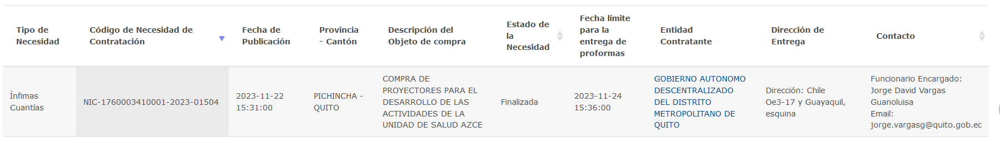 Tipo de
Necesidad
Código de Necesidad de
Contratación
Fecha de
Publicación
Provincia
- Cantón
Descripción del
Objeto de compra
Estado de
la
Necesidad
Fecha límite
para la
entrega de
proformas
Entidad
Contratante
Dirección de
Entrega
Contacto
Ínfimas
Cuantías
NIC-1760003410001-2023-01504
2023-11-22
15:31:00
PICHINCHA -
QUITO
COMPRA DE
PROYECTORES PARA EL
DESARROLLO DE LAS
ACTIVIDADES DE LA
UNIDAD DE SALUD AZCE
Finalizada
2023-11-24
15:36:00
GOBIERNO AUTONOMO
DESCENTRALIZADO
DEL DISTRITO
METROPOLITANO DE
QUITO
Dirección: Chile
Oe3-17 y Guayaquil,
esquina
Funcionario Encargado:
Jorge David Vargas
Guanoluisa
Email:
jorge.vargasg@quito.gob.ec